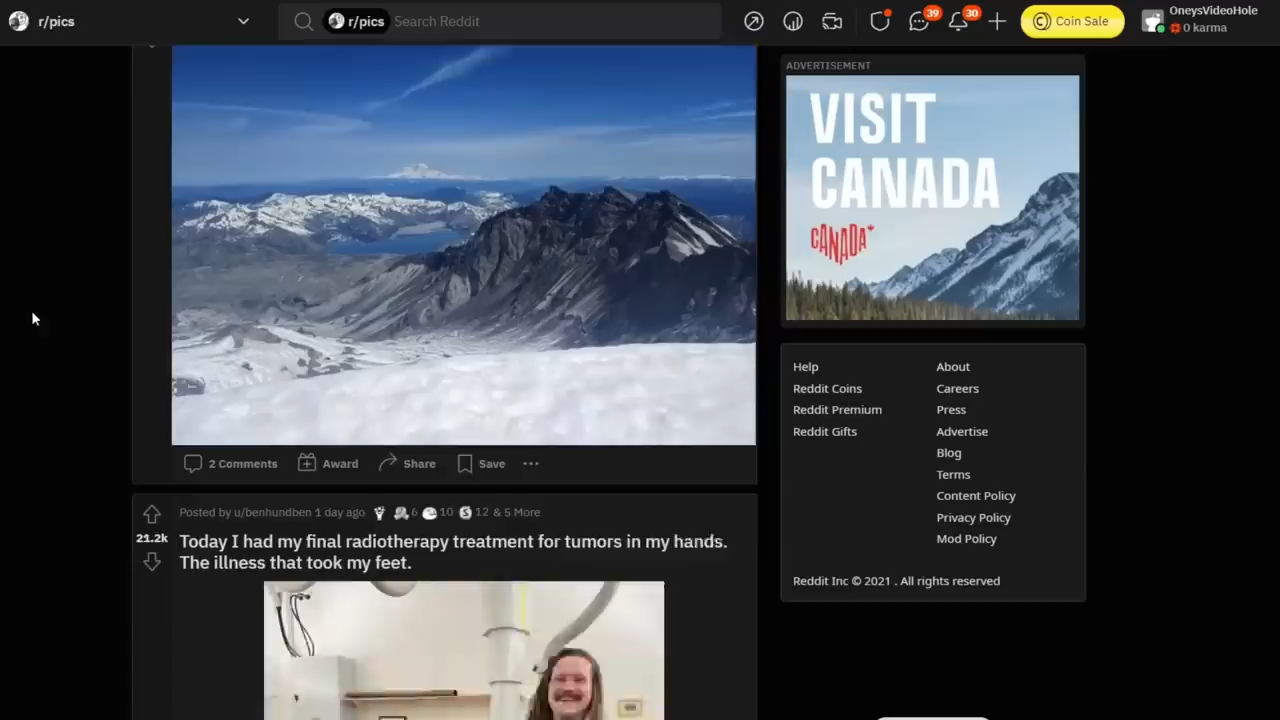 r/pics
r/pics Search Reddit
39
30
Coin Sale
OneysVideoHole
0 karma
ADVERTISEMENT
VISIT
CANADA
CANADA*
2 Comments
Award
Share
Save
Help
About
Reddit Coins
Careers
Reddit Premium
Press
Reddit Gifts
Advertise
Blog
Terms
Content Policy
Privacy Policy
Mod Policy
Reddit Inc © 2021 . All rights reserved
Posted by u/benhundben 1 day ago 6 10 S 12 & 5 More
21.2k
Today I had my final radiotherapy treatment for tumors in my hands.
The illness that took my feet.